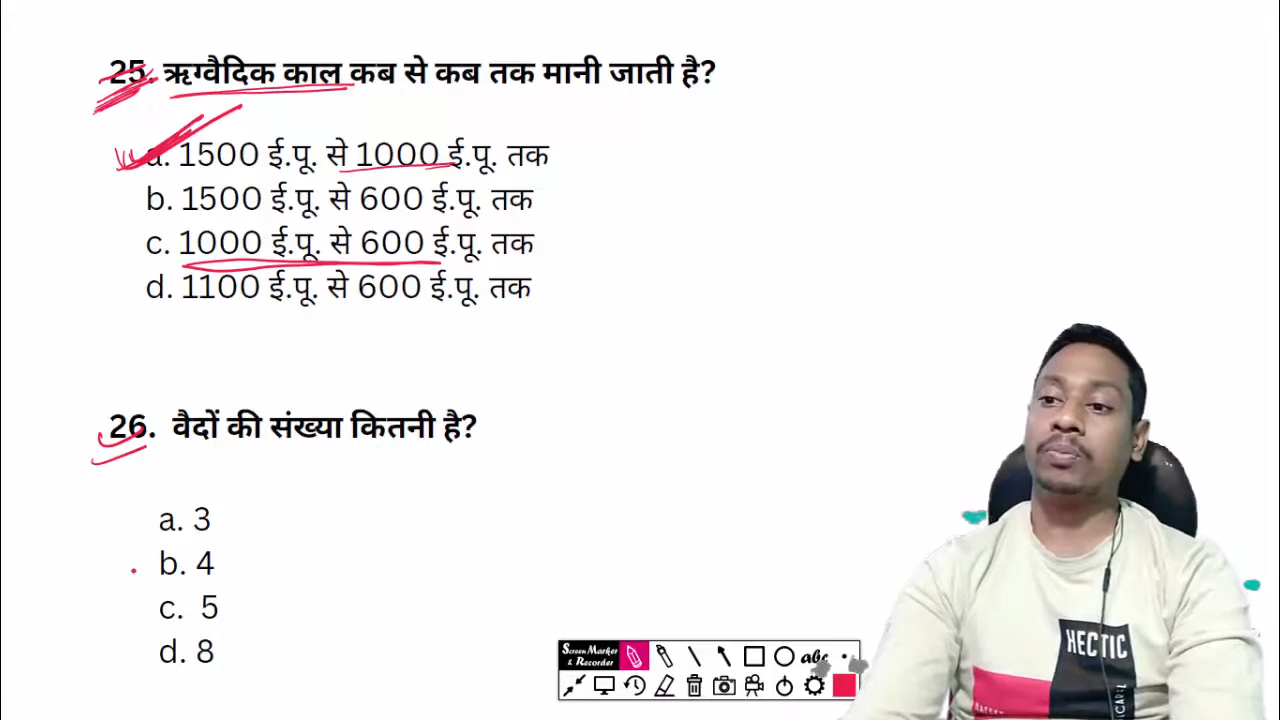 25. ऋग्वैदिक काल कब से कब तक मानी जाती है?
a. 1500 ई.पू. से 1000 ई.पू. तक
b. 1500 ई.पू. से 600 ई.पू. तक
c. 1000 ई.पू. से 600 ई.पू. तक
d. 1100 ई.पू. से 600 ई.पू. तक
26. वैदों की संख्या कितनी है?
a. 3
b. 4
c. 5
d. 8
Screen Marker
& Recorder
abc
HECTIC